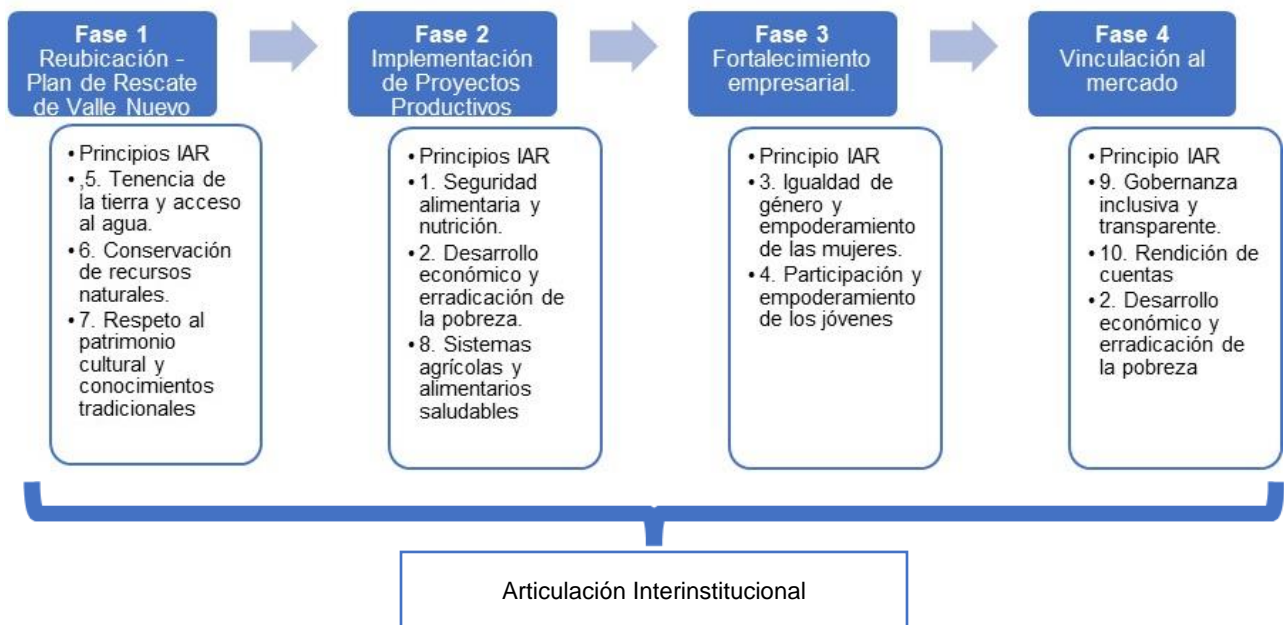 Fase 1
Reubicación -
Plan de Rescate
de Valle Nuevo
• Principios IAR
• ,5. Tenencia de
la tierra y acceso
al agua.
• 6. Conservación
de recursos
naturales.
• 7. Respeto al
patrimonio
cultural y
conocimientos
tradicionales
Fase 2
Implementación
de Proyectos
Productivos
• Principios IAR
• 1. Seguridad
alimentaria y
nutrición.
• 2. Desarrollo
económico y
erradicación de
la pobreza.
• 8. Sistemas
agrícolas y
alimentarios
saludables
Fase 3
Fortalecimiento
empresarial.
• Principio IAR
• 3. Igualdad de
género y
empoderamiento
de las mujeres.
• 4. Participación y
empoderamiento
de los jóvenes
Fase 4
Vinculación al
mercado
• Principio IAR
• 9. Gobernanza
inclusiva y
transparente.
• 10. Rendición de
cuentas
• 2. Desarrollo
económico y
erradicación de
la pobreza
Articulación Interinstitucional